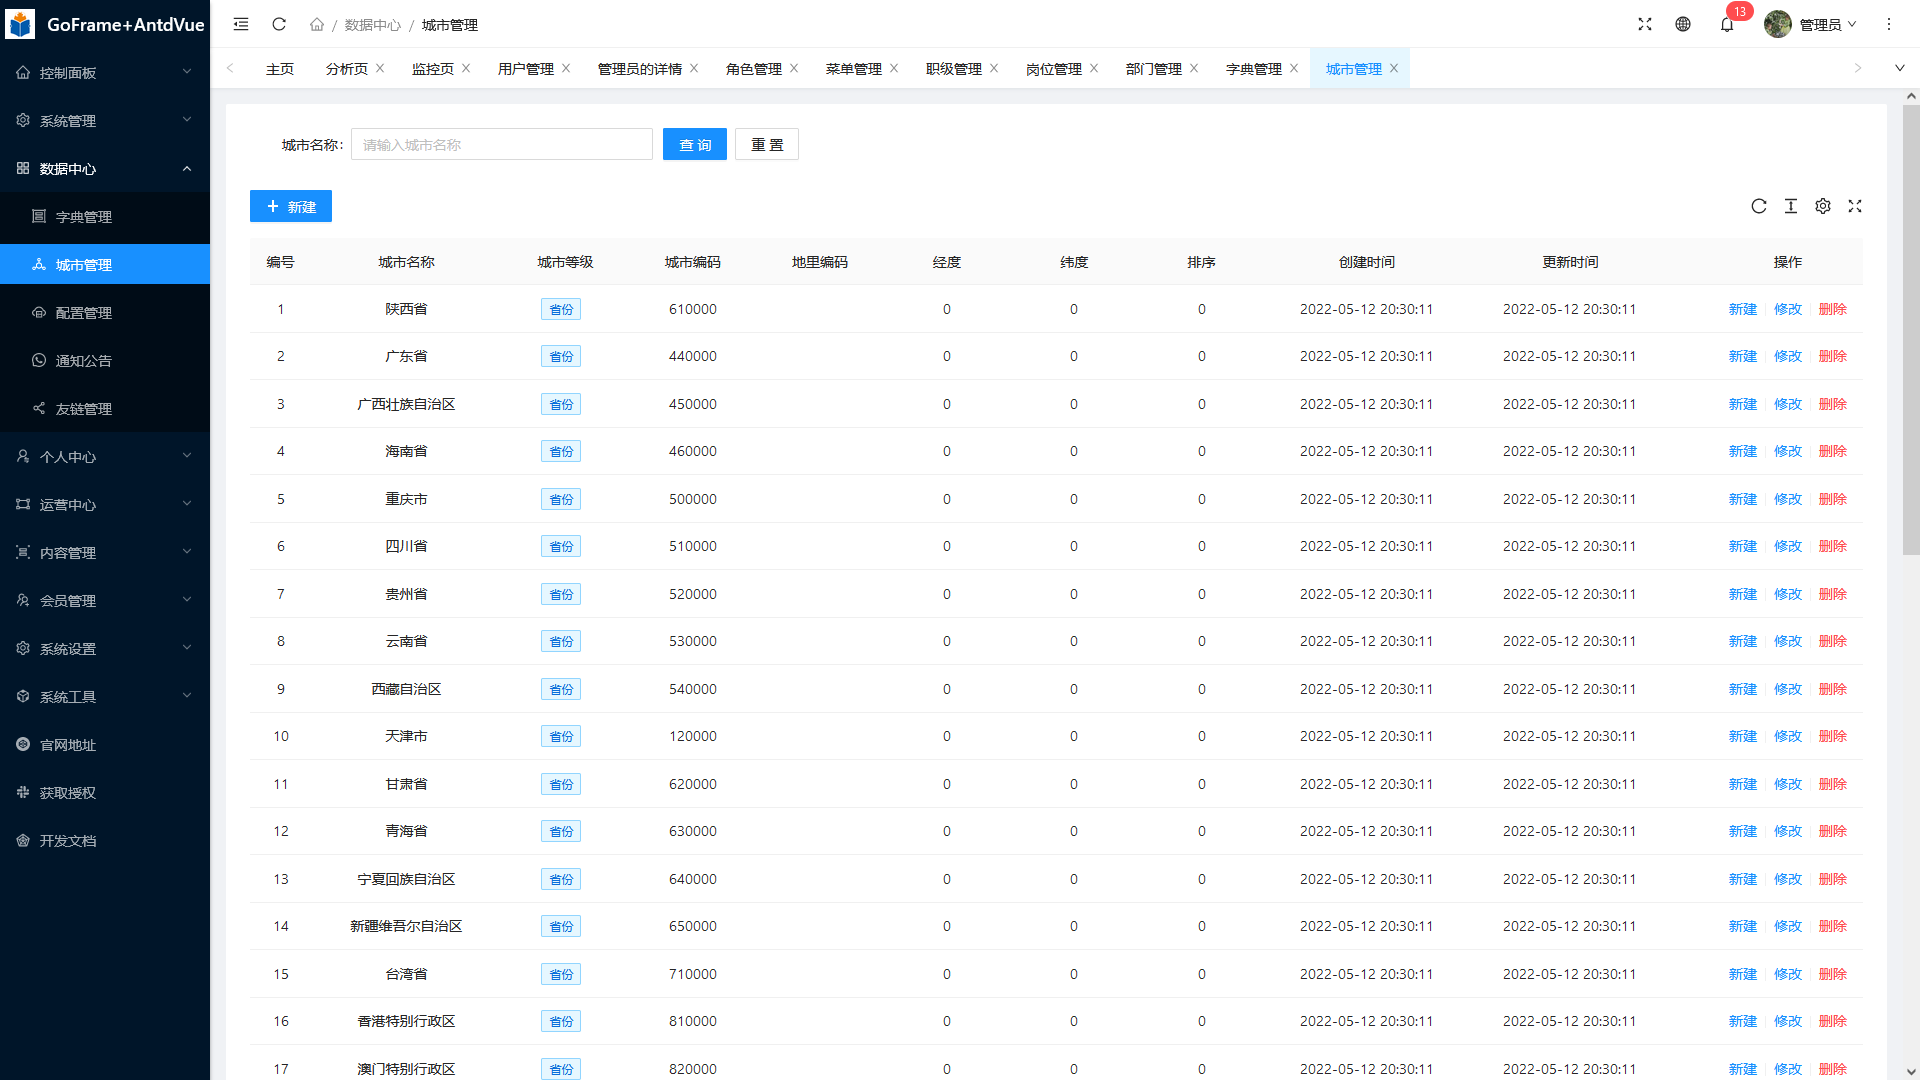 GoFrame+AntdVue
控制面板
系统管理
数据中心
字典管理
城市管理
配置管理
通知公告
友链管理
个人中心
运营中心
内容管理
会员管理
系统设置
系统工具
官网地址
获取授权
开发文档
/ 数据中心 / 城市管理
13
管理员
主页 分析页 监控页 用户管理 管理员的详情 角色管理 菜单管理 职级管理 岗位管理 部门管理 字典管理 城市管理
城市名称: 请输入城市名称 查 询 重 置
新建
编号 城市名称 城市等级 城市编码 地里编码 经度 纬度 排序 创建时间 更新时间 操作
1 陕西省 省份 610000 0 0 0 2022-05-12 20:30:11 2022-05-12 20:30:11 新建 修改 删除
2 广东省 省份 440000 0 0 0 2022-05-12 20:30:11 2022-05-12 20:30:11 新建 修改 删除
3 广西壮族自治区 省份 450000 0 0 0 2022-05-12 20:30:11 2022-05-12 20:30:11 新建 修改 删除
4 海南省 省份 460000 0 0 0 2022-05-12 20:30:11 2022-05-12 20:30:11 新建 修改 删除
5 重庆市 省份 500000 0 0 0 2022-05-12 20:30:11 2022-05-12 20:30:11 新建 修改 删除
6 四川省 省份 510000 0 0 0 2022-05-12 20:30:11 2022-05-12 20:30:11 新建 修改 删除
7 贵州省 省份 520000 0 0 0 2022-05-12 20:30:11 2022-05-12 20:30:11 新建 修改 删除
8 云南省 省份 530000 0 0 0 2022-05-12 20:30:11 2022-05-12 20:30:11 新建 修改 删除
9 西藏自治区 省份 540000 0 0 0 2022-05-12 20:30:11 2022-05-12 20:30:11 新建 修改 删除
10 天津市 省份 120000 0 0 0 2022-05-12 20:30:11 2022-05-12 20:30:11 新建 修改 删除
11 甘肃省 省份 620000 0 0 0 2022-05-12 20:30:11 2022-05-12 20:30:11 新建 修改 删除
12 青海省 省份 630000 0 0 0 2022-05-12 20:30:11 2022-05-12 20:30:11 新建 修改 删除
13 宁夏回族自治区 省份 640000 0 0 0 2022-05-12 20:30:11 2022-05-12 20:30:11 新建 修改 删除
14 新疆维吾尔自治区 省份 650000 0 0 0 2022-05-12 20:30:11 2022-05-12 20:30:11 新建 修改 删除
15 台湾省 省份 710000 0 0 0 2022-05-12 20:30:11 2022-05-12 20:30:11 新建 修改 删除
16 香港特别行政区 省份 810000 0 0 0 2022-05-12 20:30:11 2022-05-12 20:30:11 新建 修改 删除
17 澳门特别行政区 省份 820000 0 0 0 2022-05-12 20:30:11 2022-05-12 20:30:11 新建 修改 删除